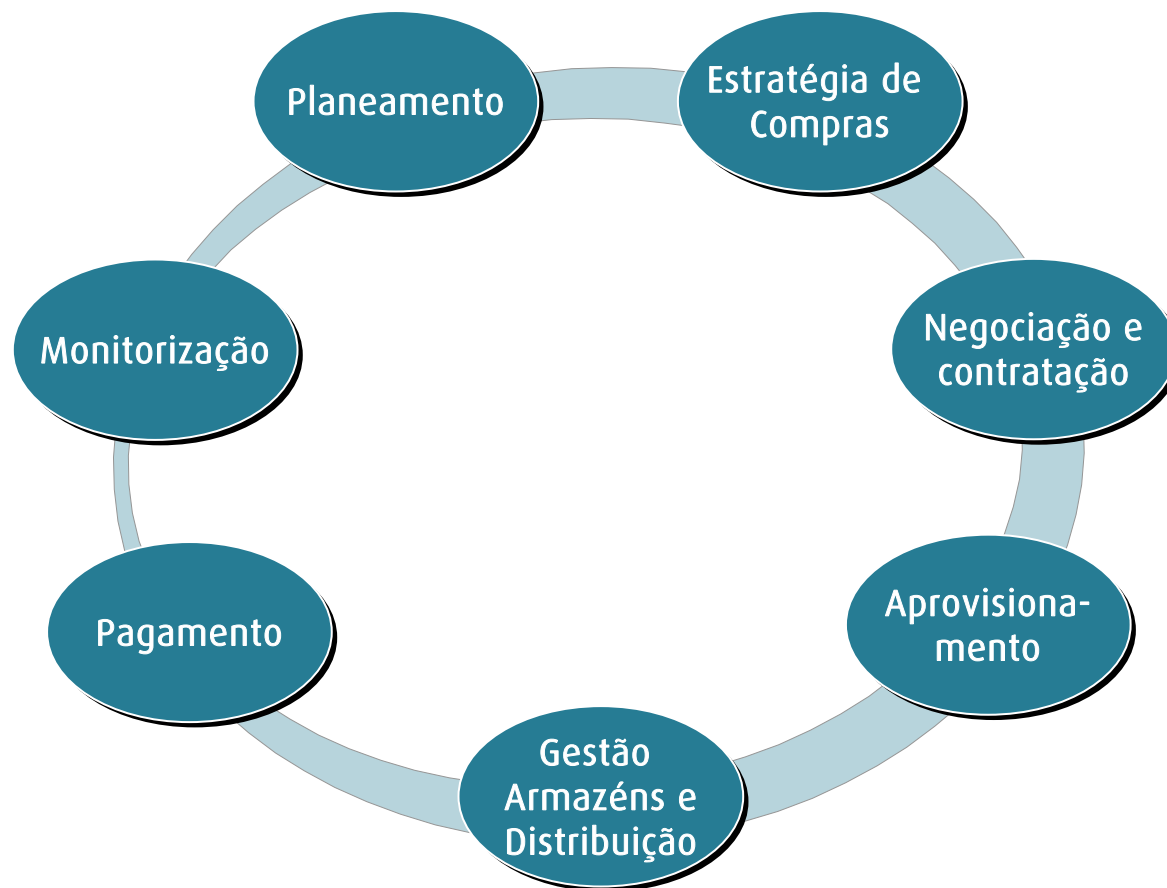 Planeamento
Estratégia de
Compras
Negociação e
contratação
Aprovisiona-
mento
Gestão
Armazéns e
Distribuição
Pagamento
Monitorização